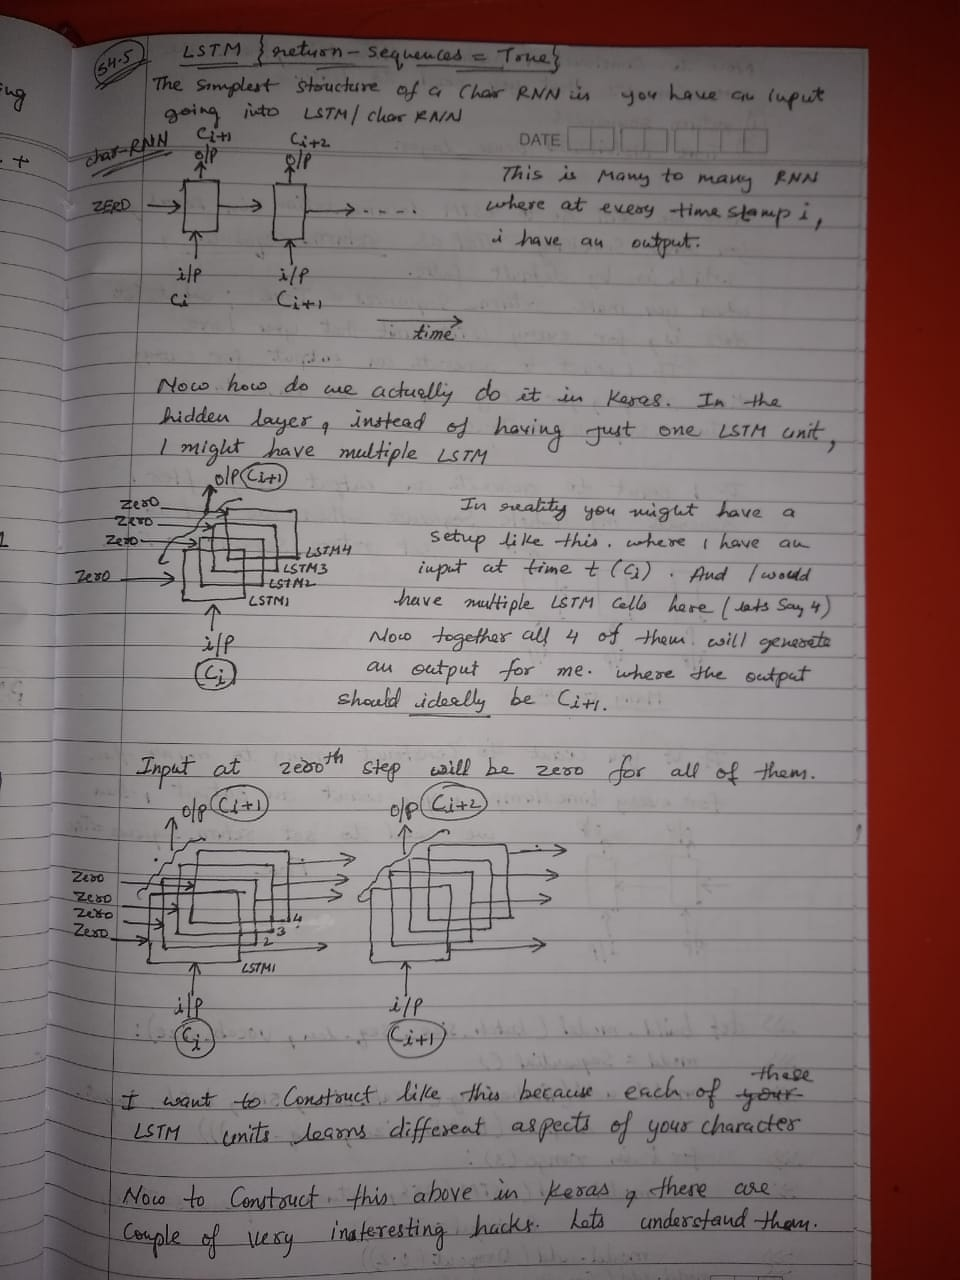 54.5
LSTM {return-sequences = True}
The simplest structure of a Char RNN is you have an input
going into LSTM/char RNN
DATE
char-RNN
Ci+1
o/p
Ci+2
o/p
ZERO
i/p
Ci
i/p
Ci+1
time
This is Many to many RNN
where at every time stamp i,
i have an output.
Now how do we actually do it in Keras. In the
hidden layer, instead of having just one LSTM unit,
I might have multiple LSTM
o/p Ci+1
Zero
Zero
Zero
Zero
LSTM4
LSTM3
LSTM2
LSTM1
i/p
Ci
In reality you might have a
setup like this. where I have an
input at time t (Ci). And I would
have multiple LSTM cells here (lets say 4)
Now together all 4 of them will generate
an output for me. where the output
should ideally be Ci+1.
Input at zeroth step will be zero for all of them.
o/p Ci+1
o/p Ci+2
Zero
Zero
Zero
Zero
4
3
2
LSTM1
i/p
Ci
i/p
Ci+1
these
I want to Construct like this because each of your
LSTM units learns different aspects of your character
Now to Construct this above in Keras, there are
Couple of very insteresting hacks. Lets understand them.